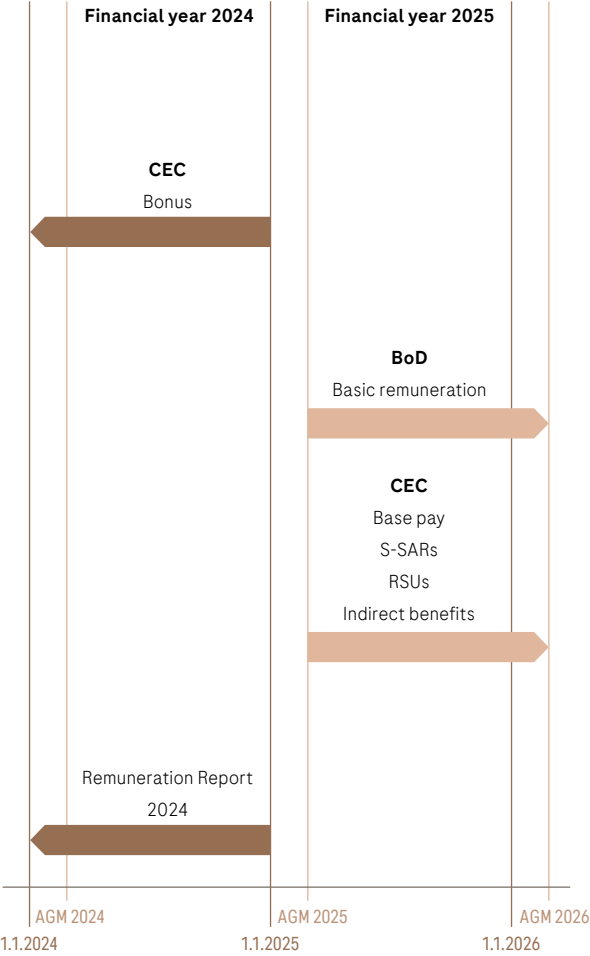 Financial year 2024
Financial year 2025
CEC
Bonus
BoD
Basic remuneration
CEC
Base pay
S-SARs
RSUs
Indirect benefits
Remuneration Report
2024
AGM 2024
AGM 2025
AGM 2026
1.1.2024
1.1.2025
1.1.2026